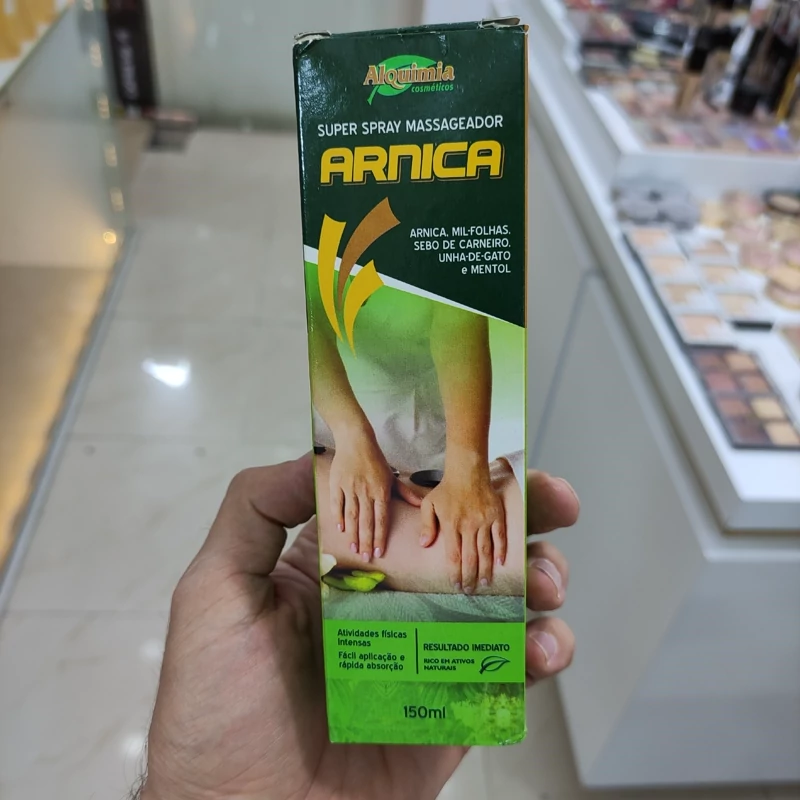 Alquimia
cosméticos
SUPER SPRAY MASSAGEADOR
ARNICA
ARNICA, MIL-FOLHAS,
SEBO DE CARNEIRO,
UNHA-DE-GATO
e MENTOL
Atividades físicas
Intensas
Fácil aplicação e
rápida absorção
RESULTADO IMEDIATO
RICO EM ATIVOS
NATURAIS
150ml